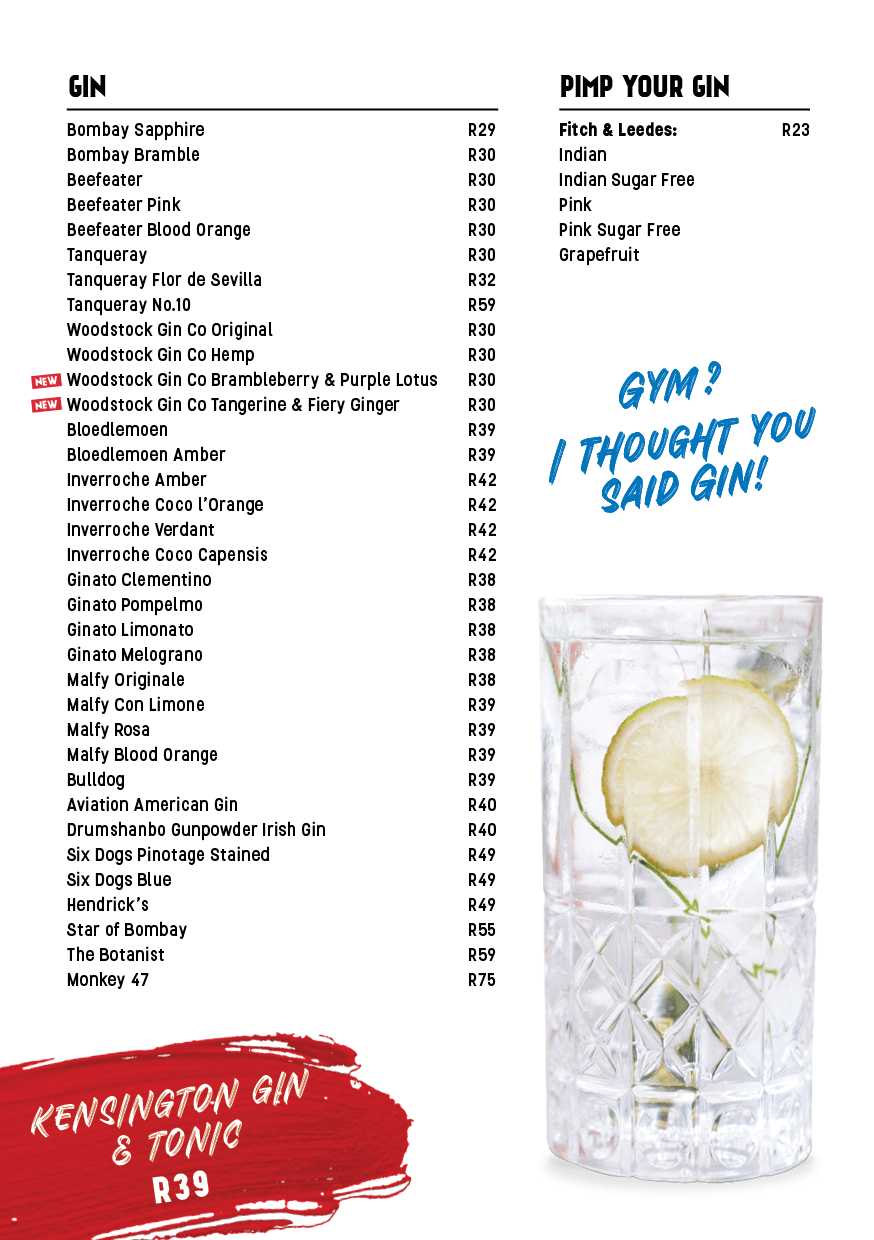 GIN
Bombay Sapphire R29
Bombay Bramble R30
Beefeater R30
Beefeater Pink R30
Beefeater Blood Orange R30
Tanqueray R30
Tanqueray Flor de Sevilla R32
Tanqueray No.10 R59
Woodstock Gin Co Original R30
Woodstock Gin Co Hemp R30
NEW Woodstock Gin Co Brambleberry & Purple Lotus R30
NEW Woodstock Gin Co Tangerine & Fiery Ginger R30
Bloedlemoen R39
Bloedlemoen Amber R39
Inverroche Amber R42
Inverroche Coco l'Orange R42
Inverroche Verdant R42
Inverroche Coco Capensis R42
Ginato Clementino R38
Ginato Pompelmo R38
Ginato Limonato R38
Ginato Melograno R38
Malfy Originale R38
Malfy Con Limone R39
Malfy Rosa R39
Malfy Blood Orange R39
Bulldog R39
Aviation American Gin R40
Drumshanbo Gunpowder Irish Gin R40
Six Dogs Pinotage Stained R49
Six Dogs Blue R49
Hendrick's R49
Star of Bombay R55
The Botanist R59
Monkey 47 R75
KENSINGTON GIN
& TONIC
R39
PIMP YOUR GIN
Fitch & Leedes: R23
Indian
Indian Sugar Free
Pink
Pink Sugar Free
Grapefruit
GYM?
I THOUGHT YOU
SAID GIN!